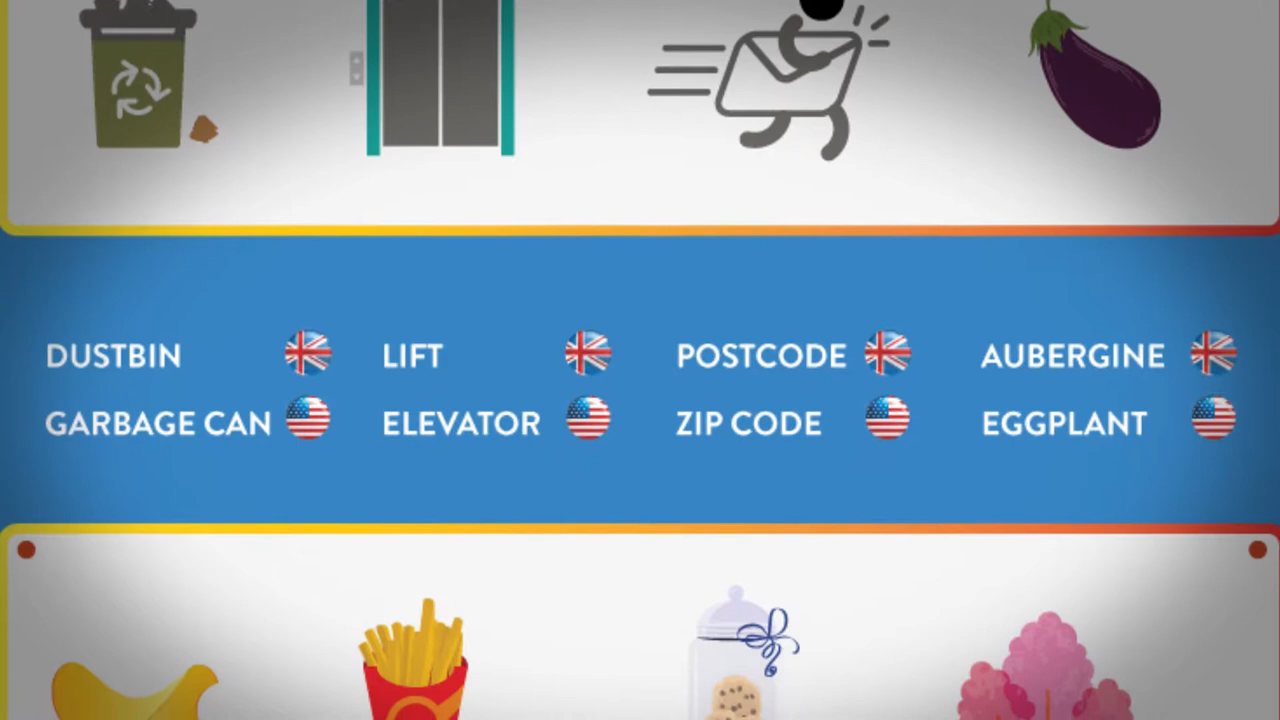 DUSTBIN LIFT POSTCODE AUBERGINE
GARBAGE CAN ELEVATOR ZIP CODE EGGPLANT